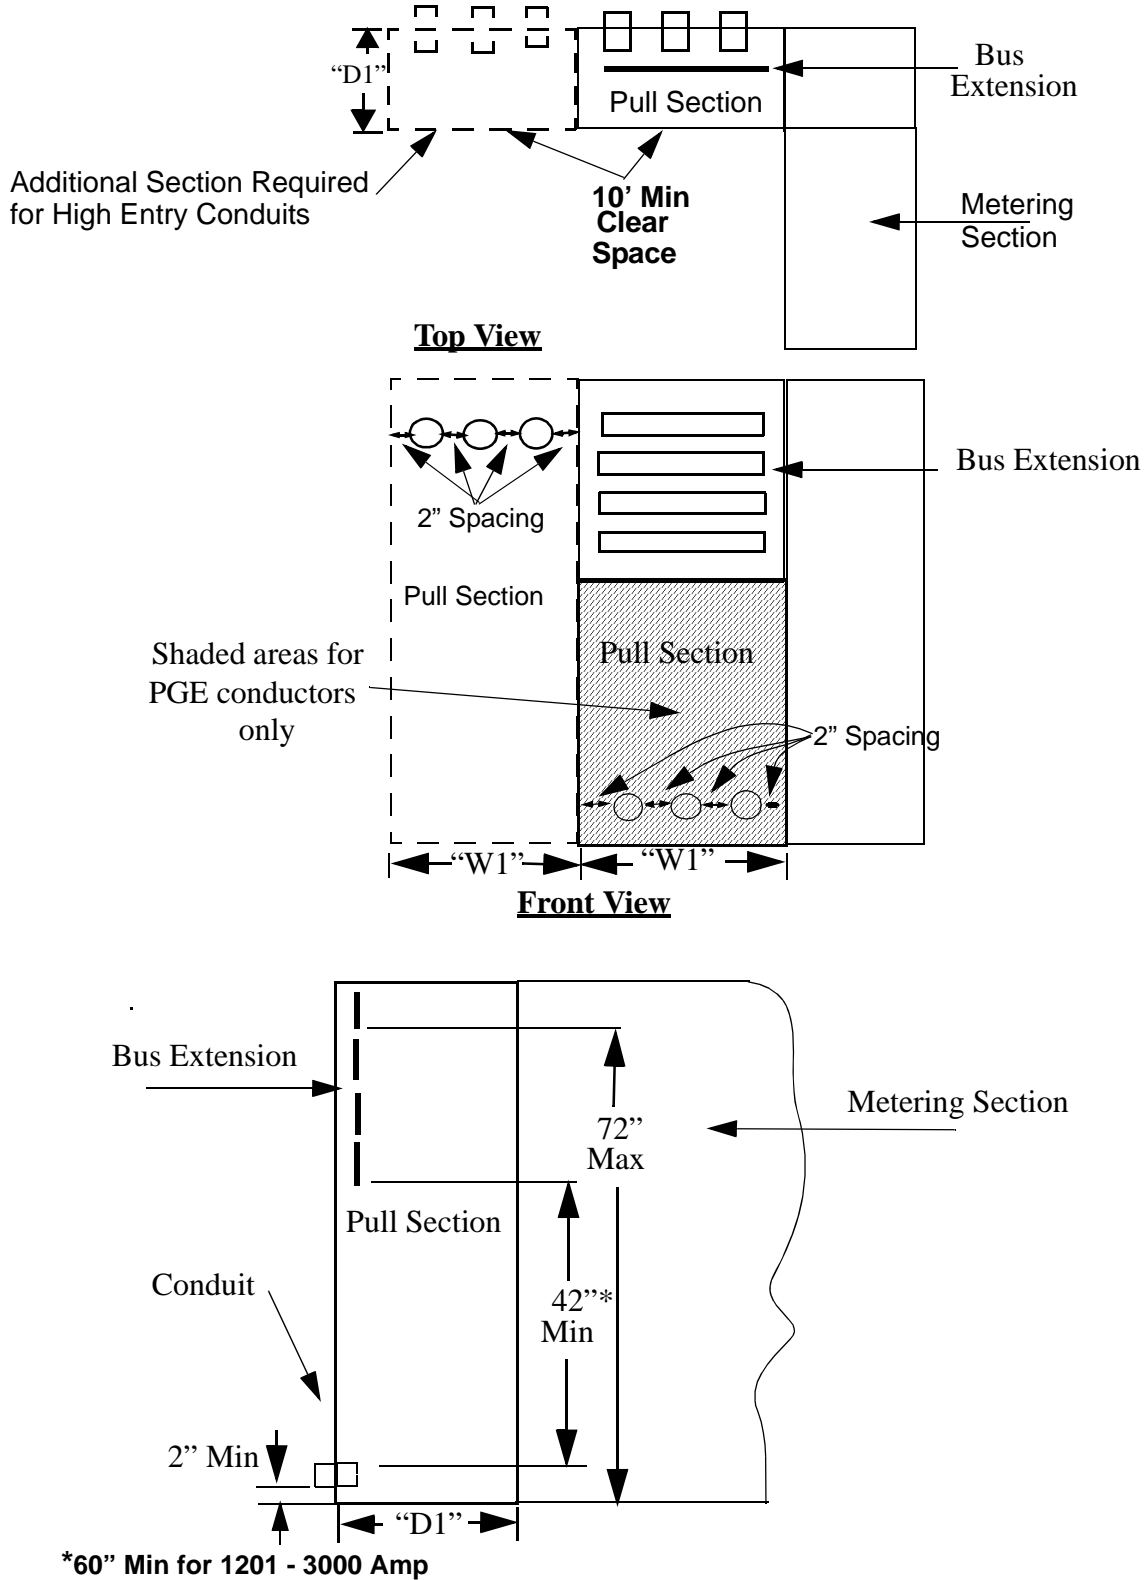 “D1”
Bus
Extension
Pull Section
Additional Section Required
for High Entry Conduits
10’ Min
Clear
Space
Metering
Section
Top View
2” Spacing
Bus Extension
Pull Section
Shaded areas for
PGE conductors
only
Pull Section
2” Spacing
“W1”
“W1”
Front View
Bus Extension
72”
Max
Metering Section
Pull Section
Conduit
42”*
Min
2” Min
“D1”
*60” Min for 1201 - 3000 Amp